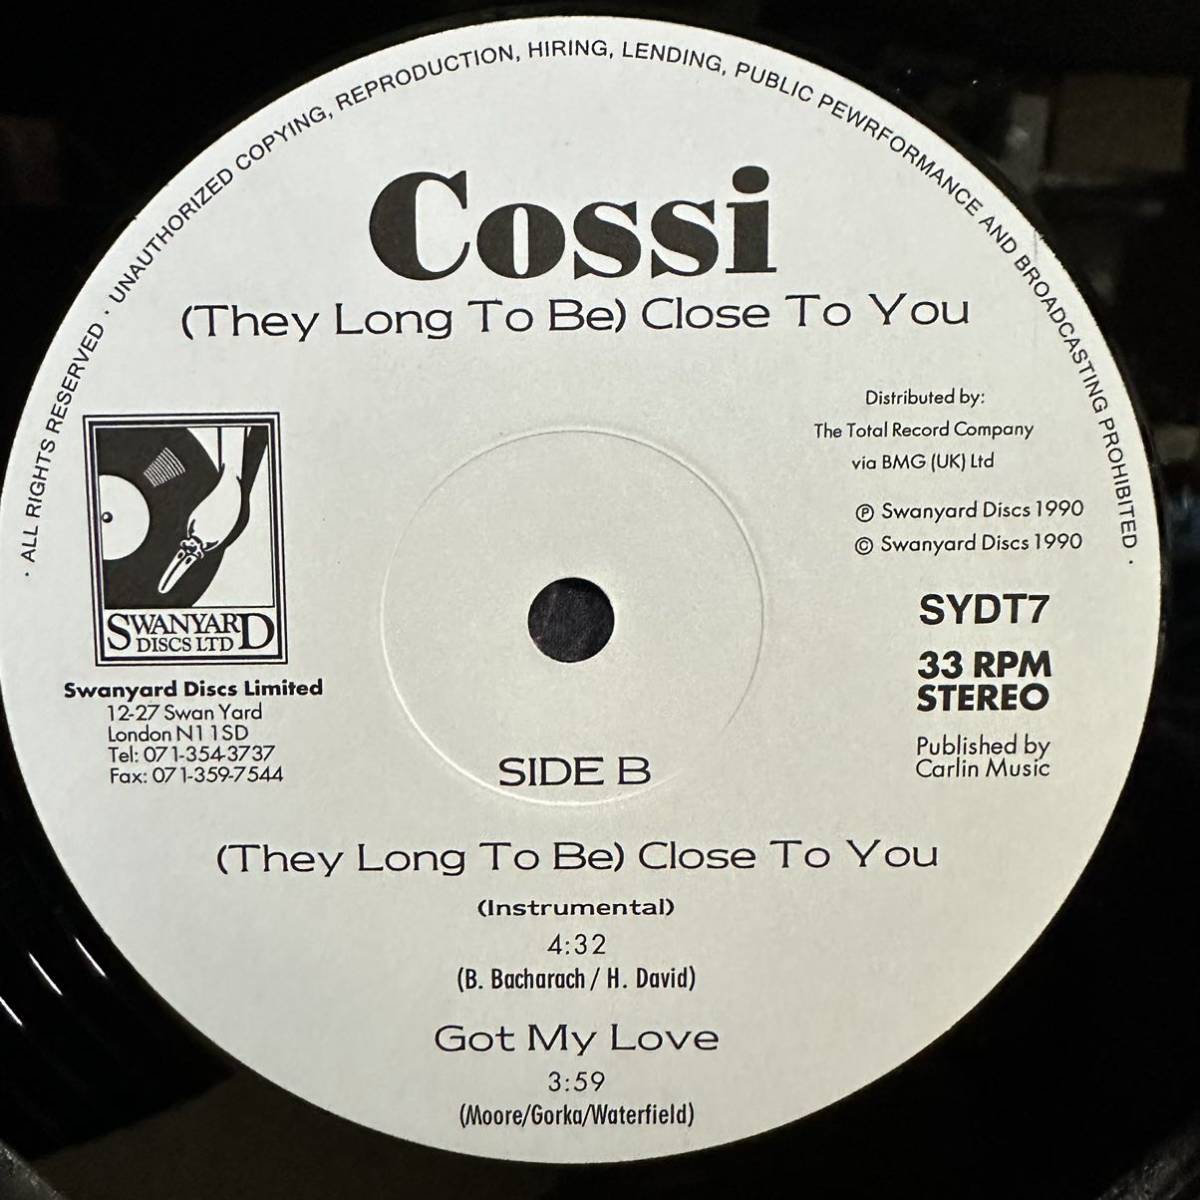 · ALL RIGHTS RESERVED · UNAUTHORIZED COPYING, REPRODUCTION, HIRING, LENDING, PUBLIC PEWRFORMANCE AND BROADCASTING PROHIBITED ·
Cossi
(They Long To Be) Close To You
Distributed by:
The Total Record Company
via BMG (UK) Ltd
℗ Swanyard Discs 1990
© Swanyard Discs 1990
SWANYARD
DISCS LTD
Swanyard Discs Limited
12-27 Swan Yard
London N1 1SD
Tel: 071-354-3737
Fax: 071-359-7544
SYDT7
33 RPM
STEREO
Published by
Carlin Music
SIDE B
(They Long To Be) Close To You
(Instrumental)
4:32
(B. Bacharach / H. David)
Got My Love
3:59
(Moore/Gorka/Waterfield)